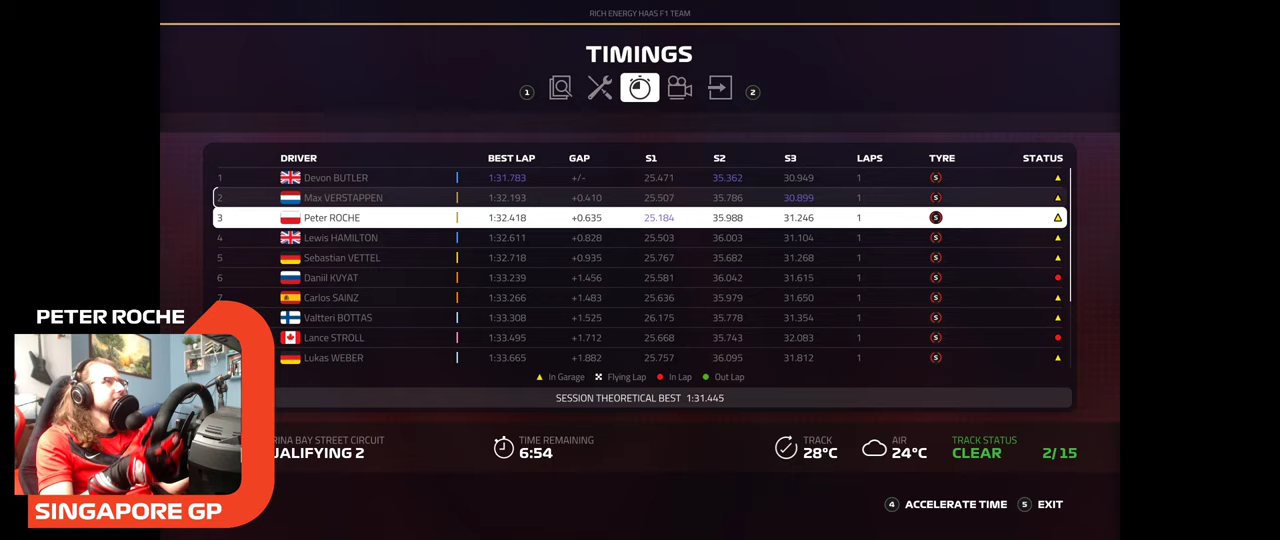 RICH ENERGY HAAS F1 TEAM
TIMINGS
1 2
DRIVER BEST LAP GAP S1 S2 S3 LAPS TYRE STATUS
1 Devon BUTLER 1:31.783 +/- 25.471 35.362 30.949 1 S
2 Max VERSTAPPEN 1:32.193 +0.410 25.507 35.786 30.899 1 S
3 Peter ROCHE 1:32.418 +0.635 25.184 35.988 31.246 1 S
4 Lewis HAMILTON 1:32.611 +0.828 25.503 36.003 31.104 1 S
5 Sebastian VETTEL 1:32.718 +0.935 25.767 35.682 31.268 1 S
6 Daniil KVYAT 1:33.239 +1.456 25.581 36.042 31.615 1 S
7 Carlos SAINZ 1:33.266 +1.483 25.636 35.979 31.650 1 S
Valtteri BOTTAS 1:33.308 +1.525 26.175 35.778 31.354 1 S
Lance STROLL 1:33.495 +1.712 25.668 35.743 32.083 1 S
Lukas WEBER 1:33.665 +1.882 25.757 36.095 31.812 1 S
In Garage Flying Lap In Lap Out Lap
SESSION THEORETICAL BEST 1:31.445
RINA BAY STREET CIRCUIT TIME REMAINING TRACK AIR TRACK STATUS
UALIFYING 2 6:54 28°C 24°C CLEAR 2/15
4 ACCELERATE TIME 5 EXIT
PETER ROCHE
SINGAPORE GP